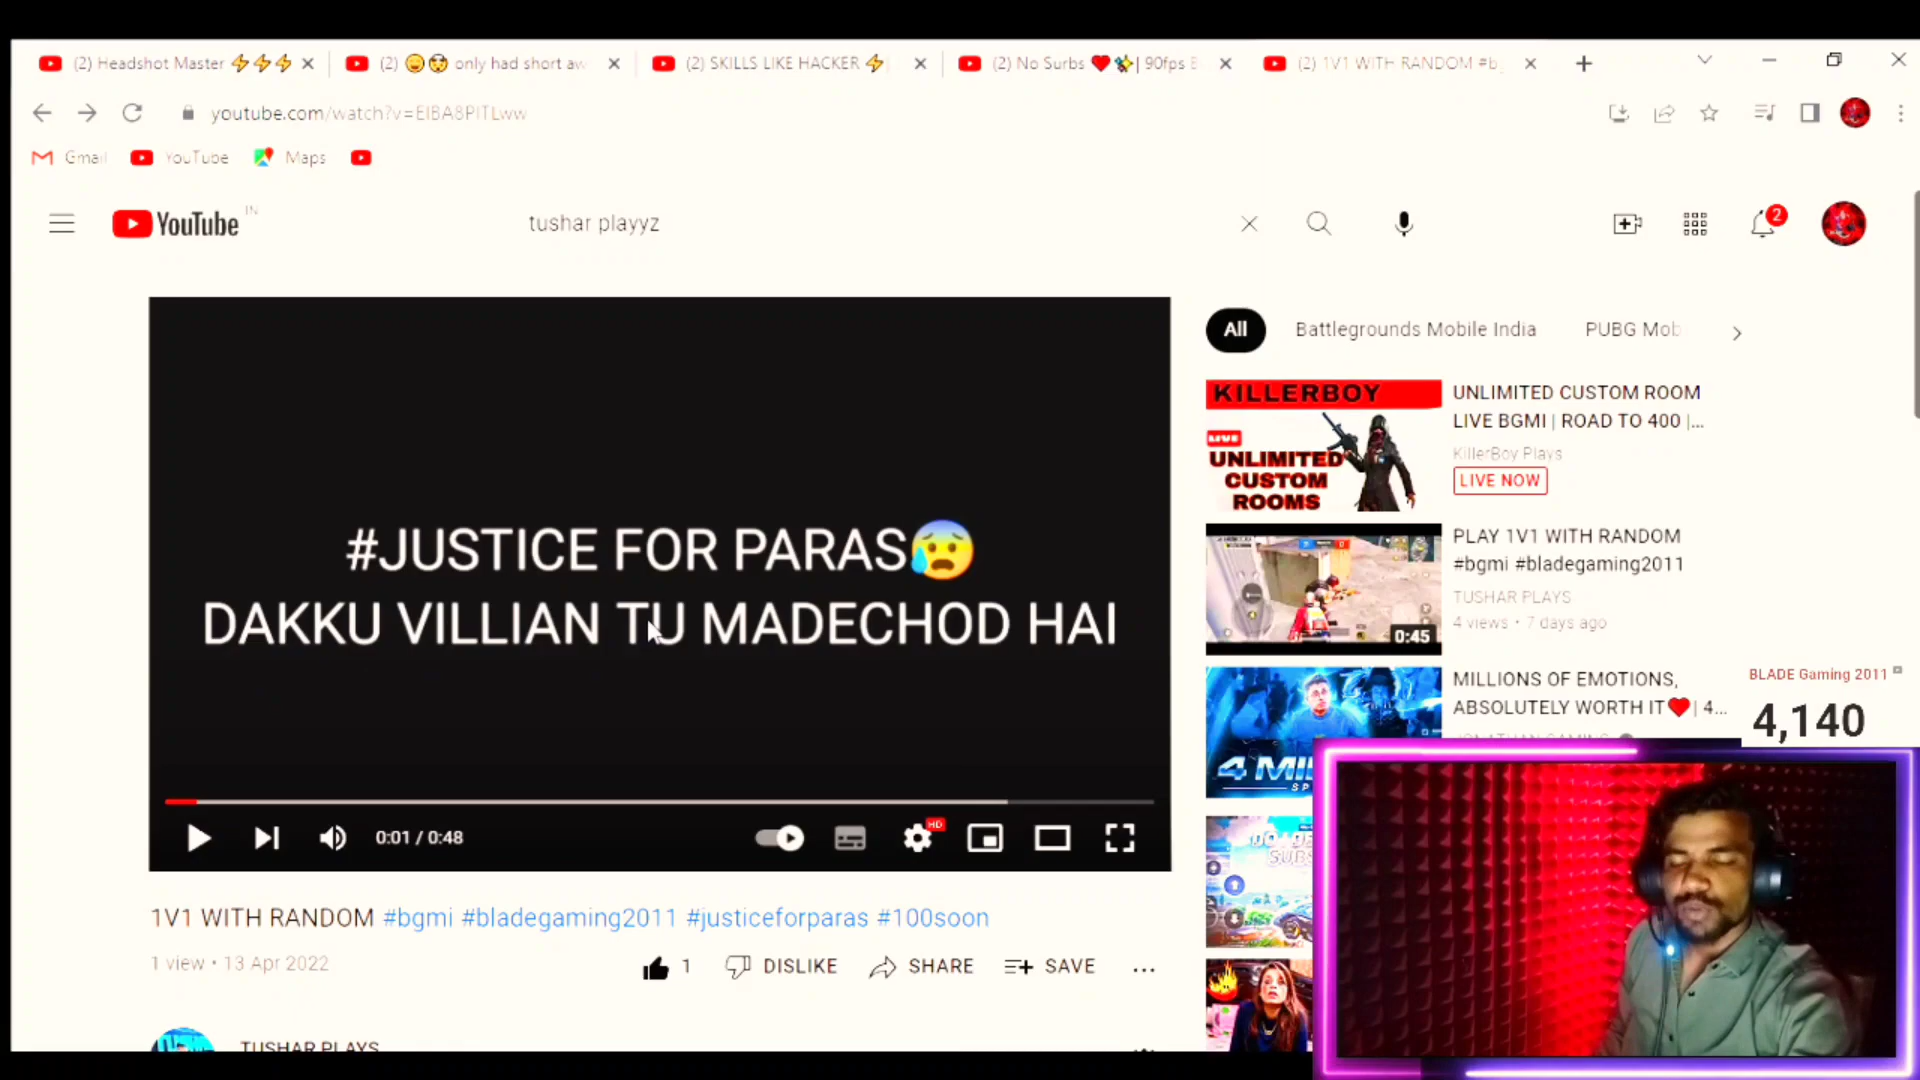 (2) Headshot Master
(2) only had short aw
(2) SKILLS LIKE HACKER
(2) No Surbs | 90fps
(2) 1V1 WITH RANDOM #b
youtube.com/watch?v=EIBA8PITLww
Gmail
YouTube
Maps
YouTube IN
tushar playyz
2
#JUSTICE FOR PARAS😰
DAKKU VILLIAN TU MADECHOD HAI
0:01 / 0:48
HD
1V1 WITH RANDOM #bgmi #bladegaming2011 #justiceforparas #100soon
1 view • 13 Apr 2022
1
DISLIKE
SHARE
SAVE
TUSHAR PLAYS
All
Battlegrounds Mobile India
PUBG Mob
KILLERBOY
LIVE
UNLIMITED
CUSTOM
ROOMS
UNLIMITED CUSTOM ROOM
LIVE BGMI | ROAD TO 400 |...
KillerBoy Plays
LIVE NOW
0:45
PLAY 1V1 WITH RANDOM
#bgmi #bladegaming2011
TUSHAR PLAYS
4 views • 7 days ago
MILLIONS OF EMOTIONS,
ABSOLUTELY WORTH IT❤| 4...
BLADE Gaming 2011
4,140